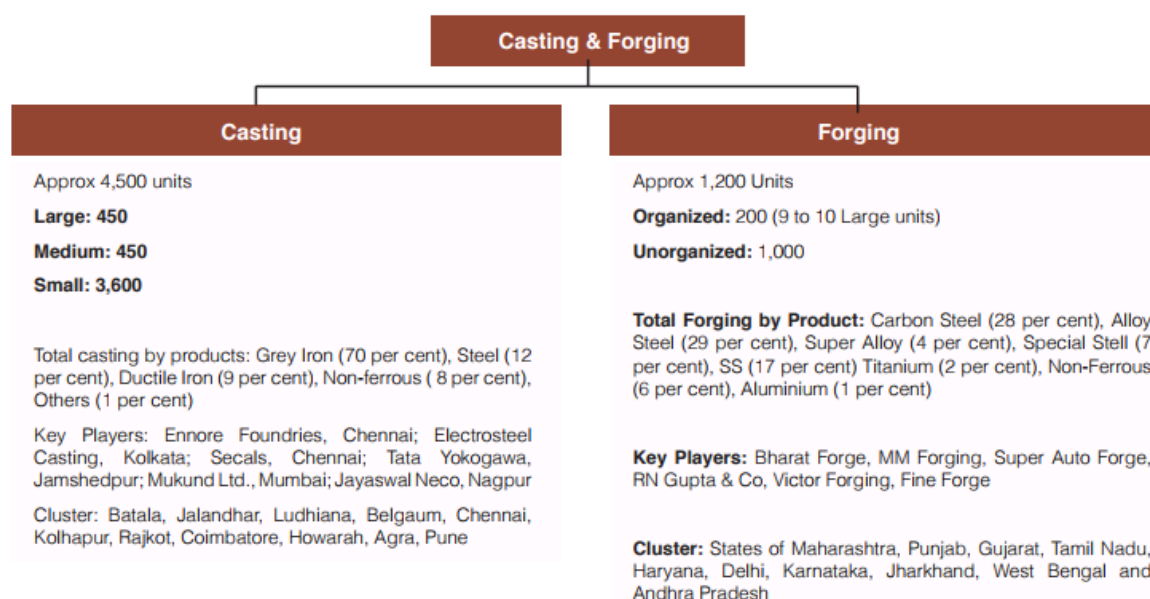 Casting & Forging
Casting
Approx 4,500 units
Large: 450
Medium: 450
Small: 3,600
Total casting by products: Grey Iron (70 per cent), Steel (12
per cent), Ductile Iron (9 per cent), Non-ferrous ( 8 per cent),
Others (1 per cent)
Key Players: Ennore Foundries, Chennai; Electrosteel
Casting, Kolkata; Secals, Chennai; Tata Yokogawa,
Jamshedpur; Mukund Ltd., Mumbai; Jayaswal Neco, Nagpur
Cluster: Batala, Jalandhar, Ludhiana, Belgaum, Chennai,
Kolhapur, Rajkot, Coimbatore, Howarah, Agra, Pune
Forging
Approx 1,200 Units
Organized: 200 (9 to 10 Large units)
Unorganized: 1,000
Total Forging by Product: Carbon Steel (28 per cent), Alloy
Steel (29 per cent), Super Alloy (4 per cent), Special Stell (7
per cent), SS (17 per cent) Titanium (2 per cent), Non-Ferrous
(6 per cent), Aluminium (1 per cent)
Key Players: Bharat Forge, MM Forging, Super Auto Forge,
RN Gupta & Co, Victor Forging, Fine Forge
Cluster: States of Maharashtra, Punjab, Gujarat, Tamil Nadu,
Haryana, Delhi, Karnataka, Jharkhand, West Bengal and
Andhra Pradesh